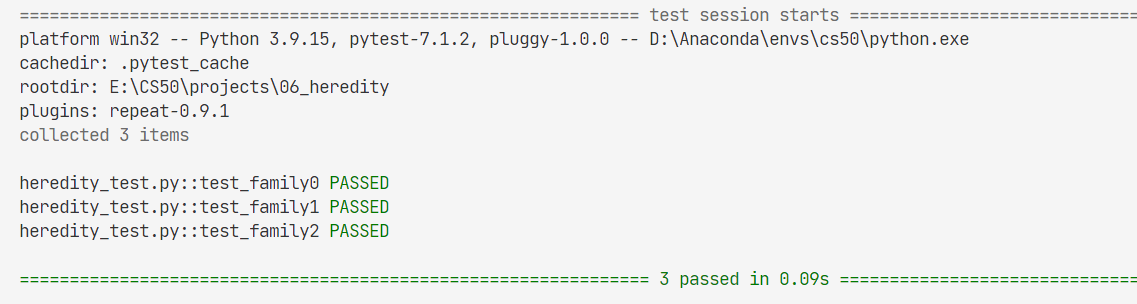 ============================================================== test session starts =============================
platform win32 -- Python 3.9.15, pytest-7.1.2, pluggy-1.0.0 -- D:\Anaconda\envs\cs50\python.exe
cachedir: .pytest_cache
rootdir: E:\CS50\projects\06_heredity
plugins: repeat-0.9.1
collected 3 items
heredity_test.py::test_family0 PASSED
heredity_test.py::test_family1 PASSED
heredity_test.py::test_family2 PASSED
=============================================================== 3 passed in 0.09s ==============================